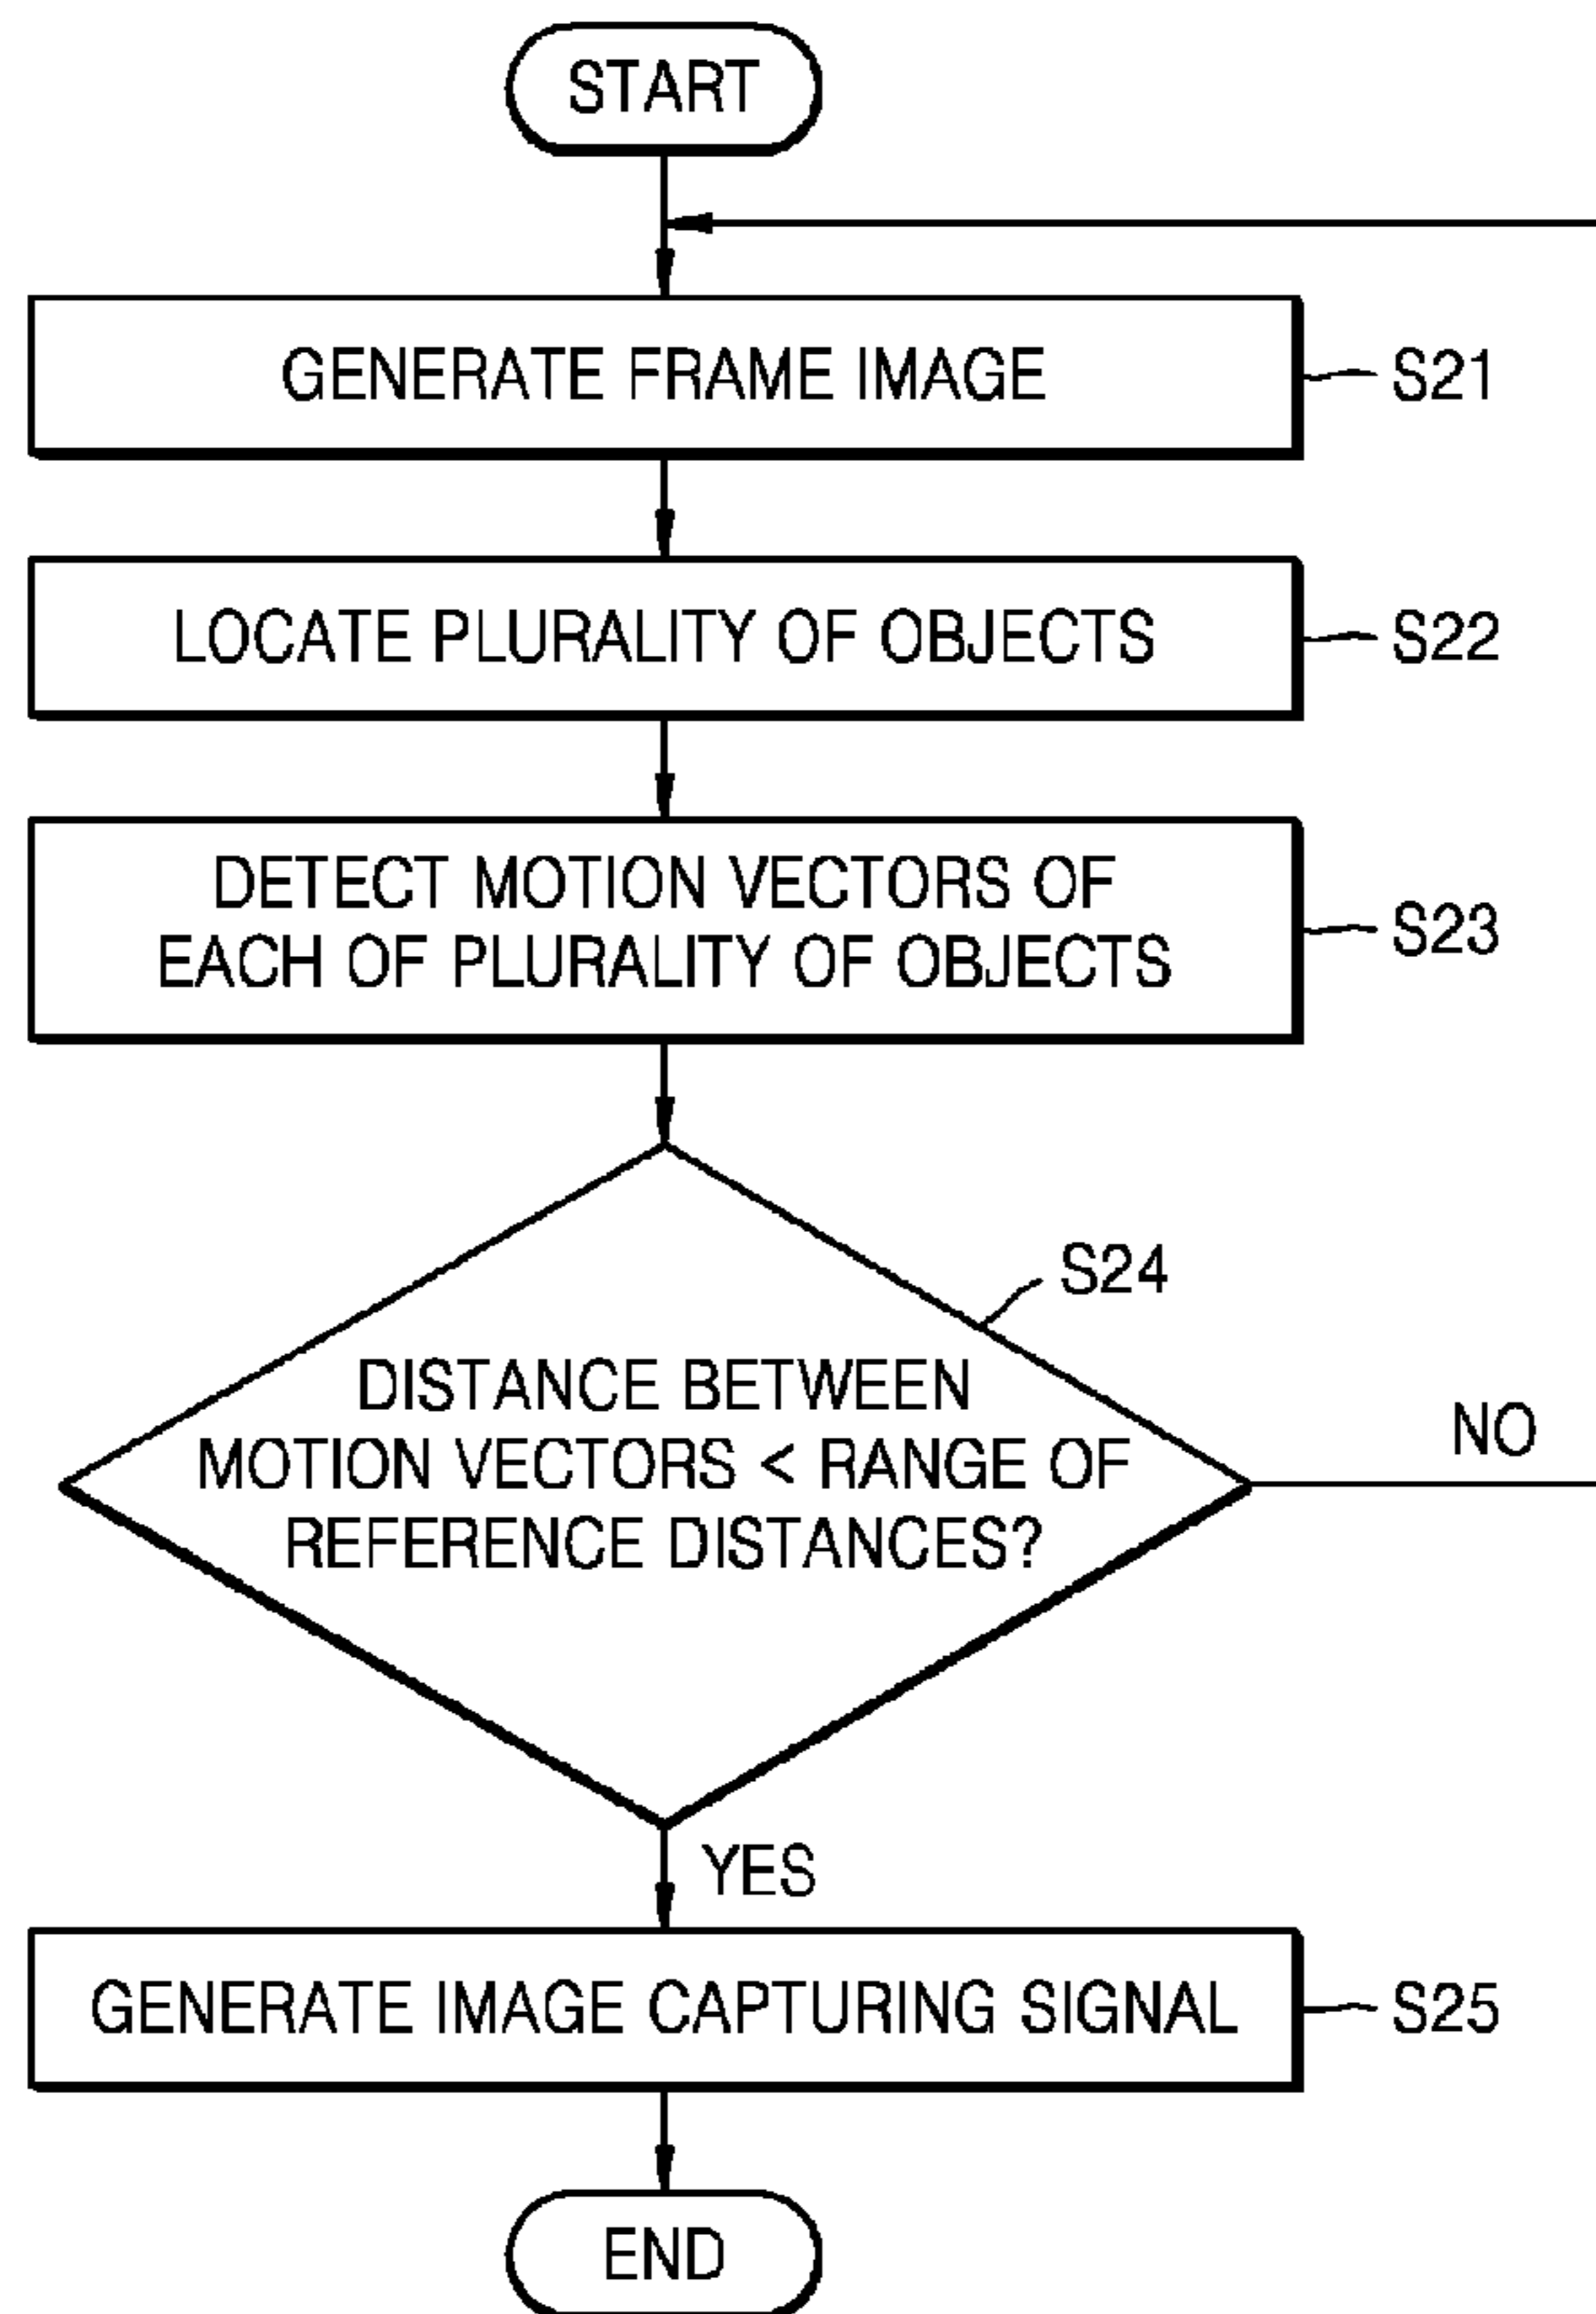 START
GENERATE FRAME IMAGE
S21
LOCATE PLURALITY OF OBJECTS
S22
DETECT MOTION VECTORS OF
EACH OF PLURALITY OF OBJECTS
S23
S24
DISTANCE BETWEEN
MOTION VECTORS < RANGE OF
REFERENCE DISTANCES?
NO
YES
GENERATE IMAGE CAPTURING SIGNAL
S25
END